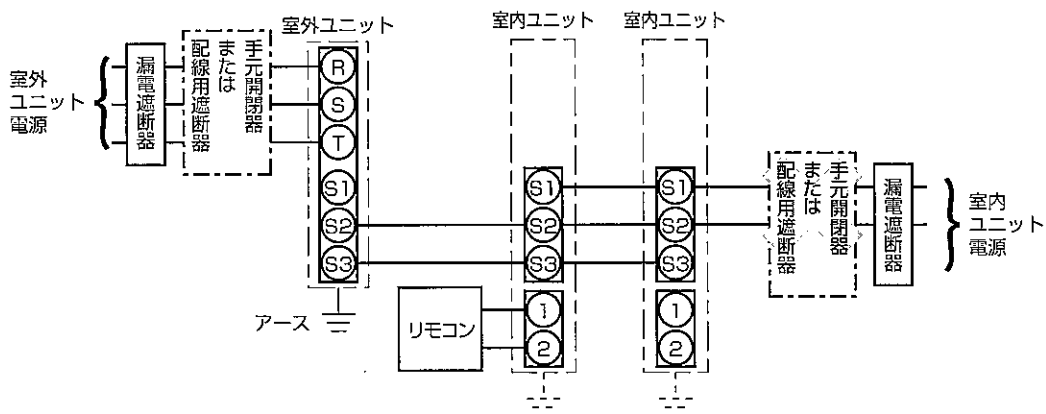 室外
ユニット
電源
漏電遮断器
手元開閉器
または
配線用遮断器
室外ユニット
R
S
T
S1
S2
S3
アース
リモコン
室内ユニット
S1
S2
S3
1
2
室内ユニット
S1
S2
S3
1
2
手元開閉器
または
配線用遮断器
漏電遮断器
室内
ユニット
電源